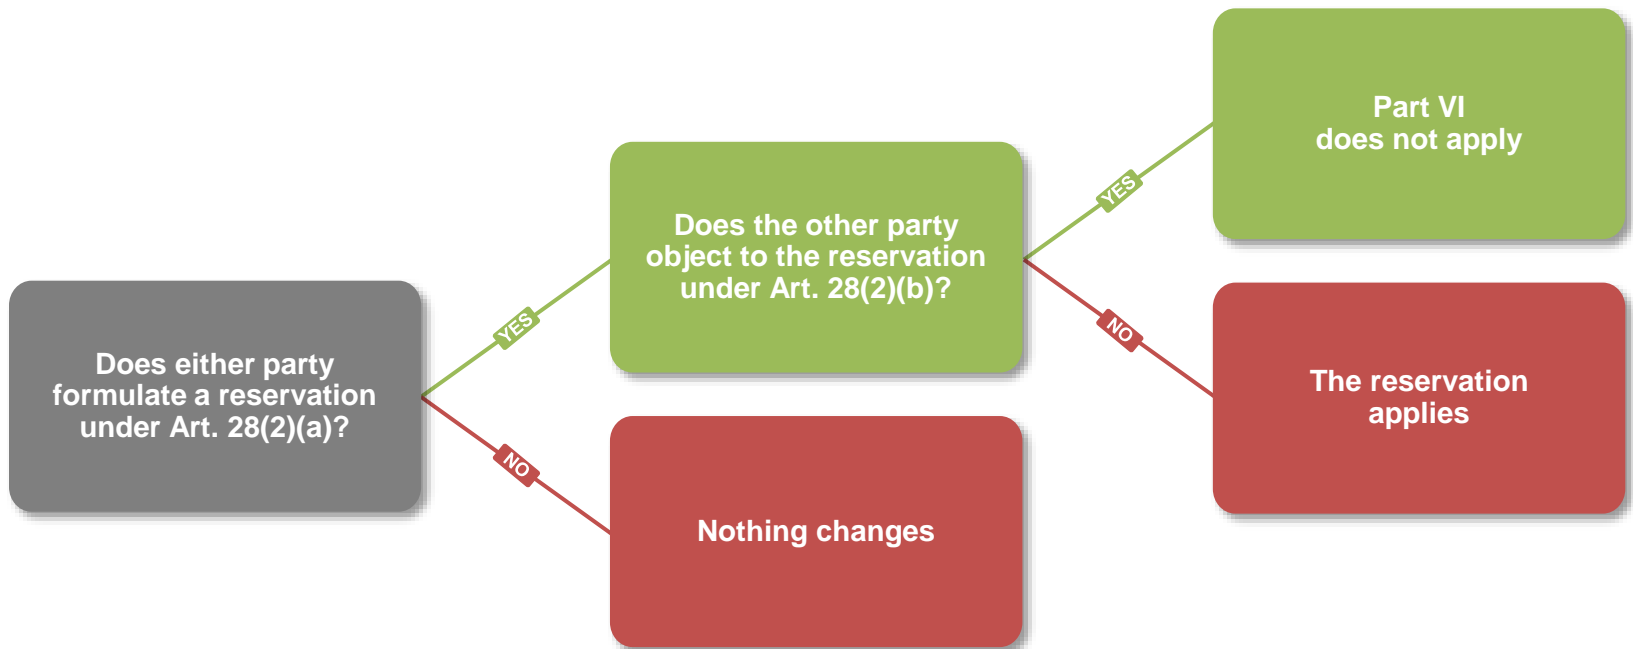 Does either party
formulate a reservation
under Art. 28(2)(a)?
YES
NO
Does the other party
object to the reservation
under Art. 28(2)(b)?
Nothing changes
YES
NO
Part VI
does not apply
The reservation
applies